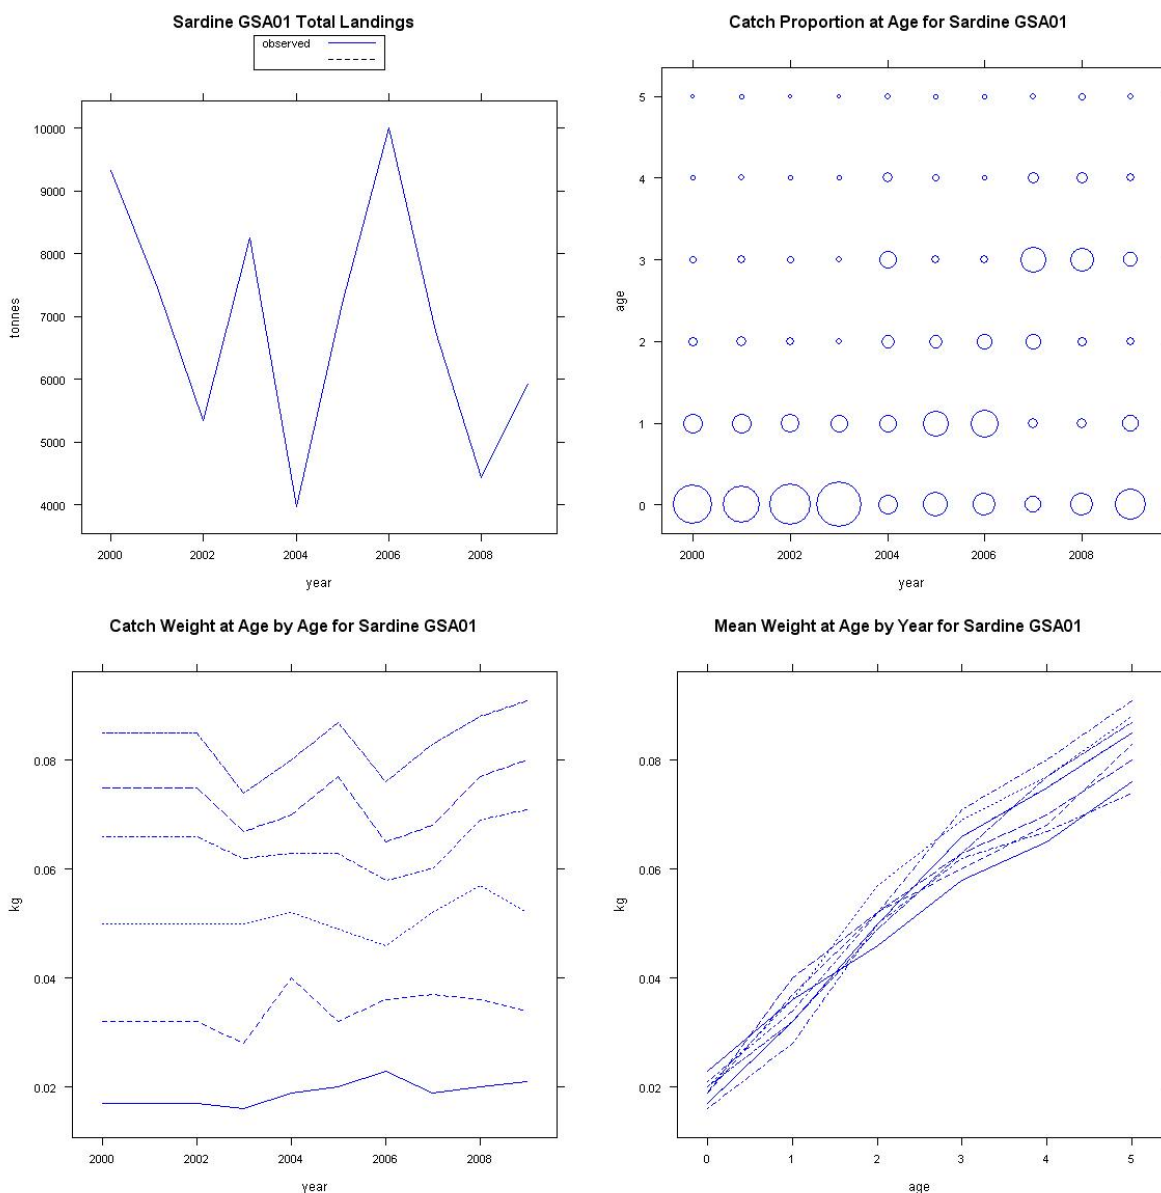 Sardine GSA01 Total Landings
observed
10000
9000
8000
7000
6000
5000
4000
tonnes
2000 2002 2004 2006 2008
year
Catch Proportion at Age for Sardine GSA01
5
4
3
2
1
0
age
2000 2002 2004 2006 2008
year
Catch Weight at Age by Age for Sardine GSA01
0.08
0.06
0.04
0.02
kg
2000 2002 2004 2006 2008
year
Mean Weight at Age by Year for Sardine GSA01
0.08
0.06
0.04
0.02
kg
0 1 2 3 4 5
age